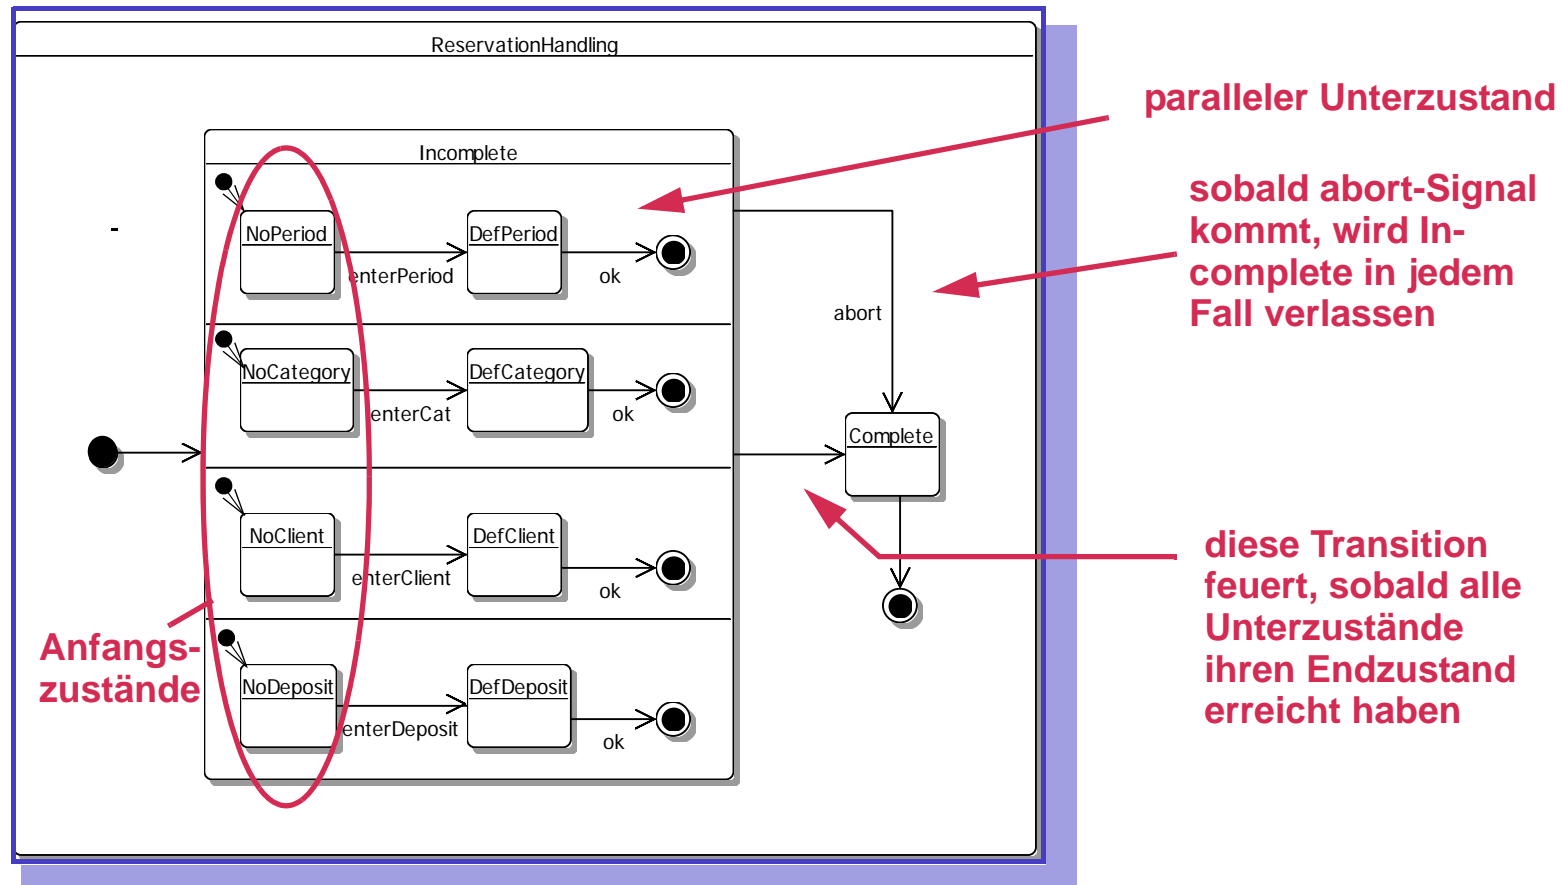 ReservationHandling
paralleler Unterzustand
Incomplete
sobald abort-Signal
kommt, wird In-
complete in jedem
Fall verlassen
NoPeriod
DefPeriod
enterPeriod
ok
abort
NoCategory
DefCategory
enterCat
ok
Complete
NoClient
DefClient
enterClient
ok
diese Transition
feuert, sobald alle
Unterzustände
ihren Endzustand
erreicht haben
Anfangs-
zustände
NoDeposit
DefDeposit
enterDeposit
ok